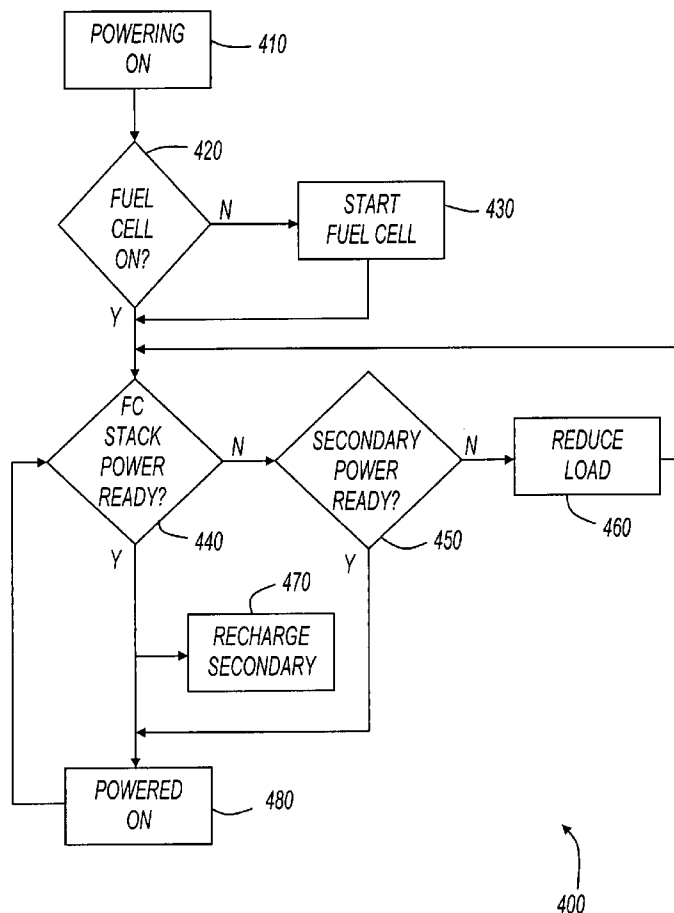 POWERING
ON
410
420
FUEL
CELL
ON?
N
START
FUEL CELL
430
Y
FC
STACK
POWER
READY?
N
440
Y
SECONDARY
POWER
READY?
N
450
Y
REDUCE
LOAD
460
470
RECHARGE
SECONDARY
POWERED
ON
480
400